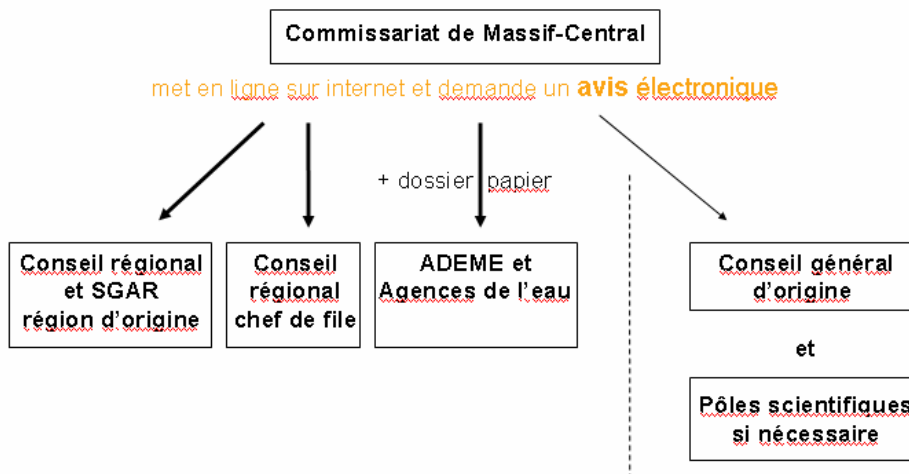 Commissariat de Massif-Central
met en ligne sur internet et demande un avis électronique
+ dossier papier
Conseil régional
et SGAR
région d'origine
Conseil
régional
chef de file
ADEME et
Agences de l'eau
Conseil général
d'origine
et
Pôles scientifiques
si nécessaire